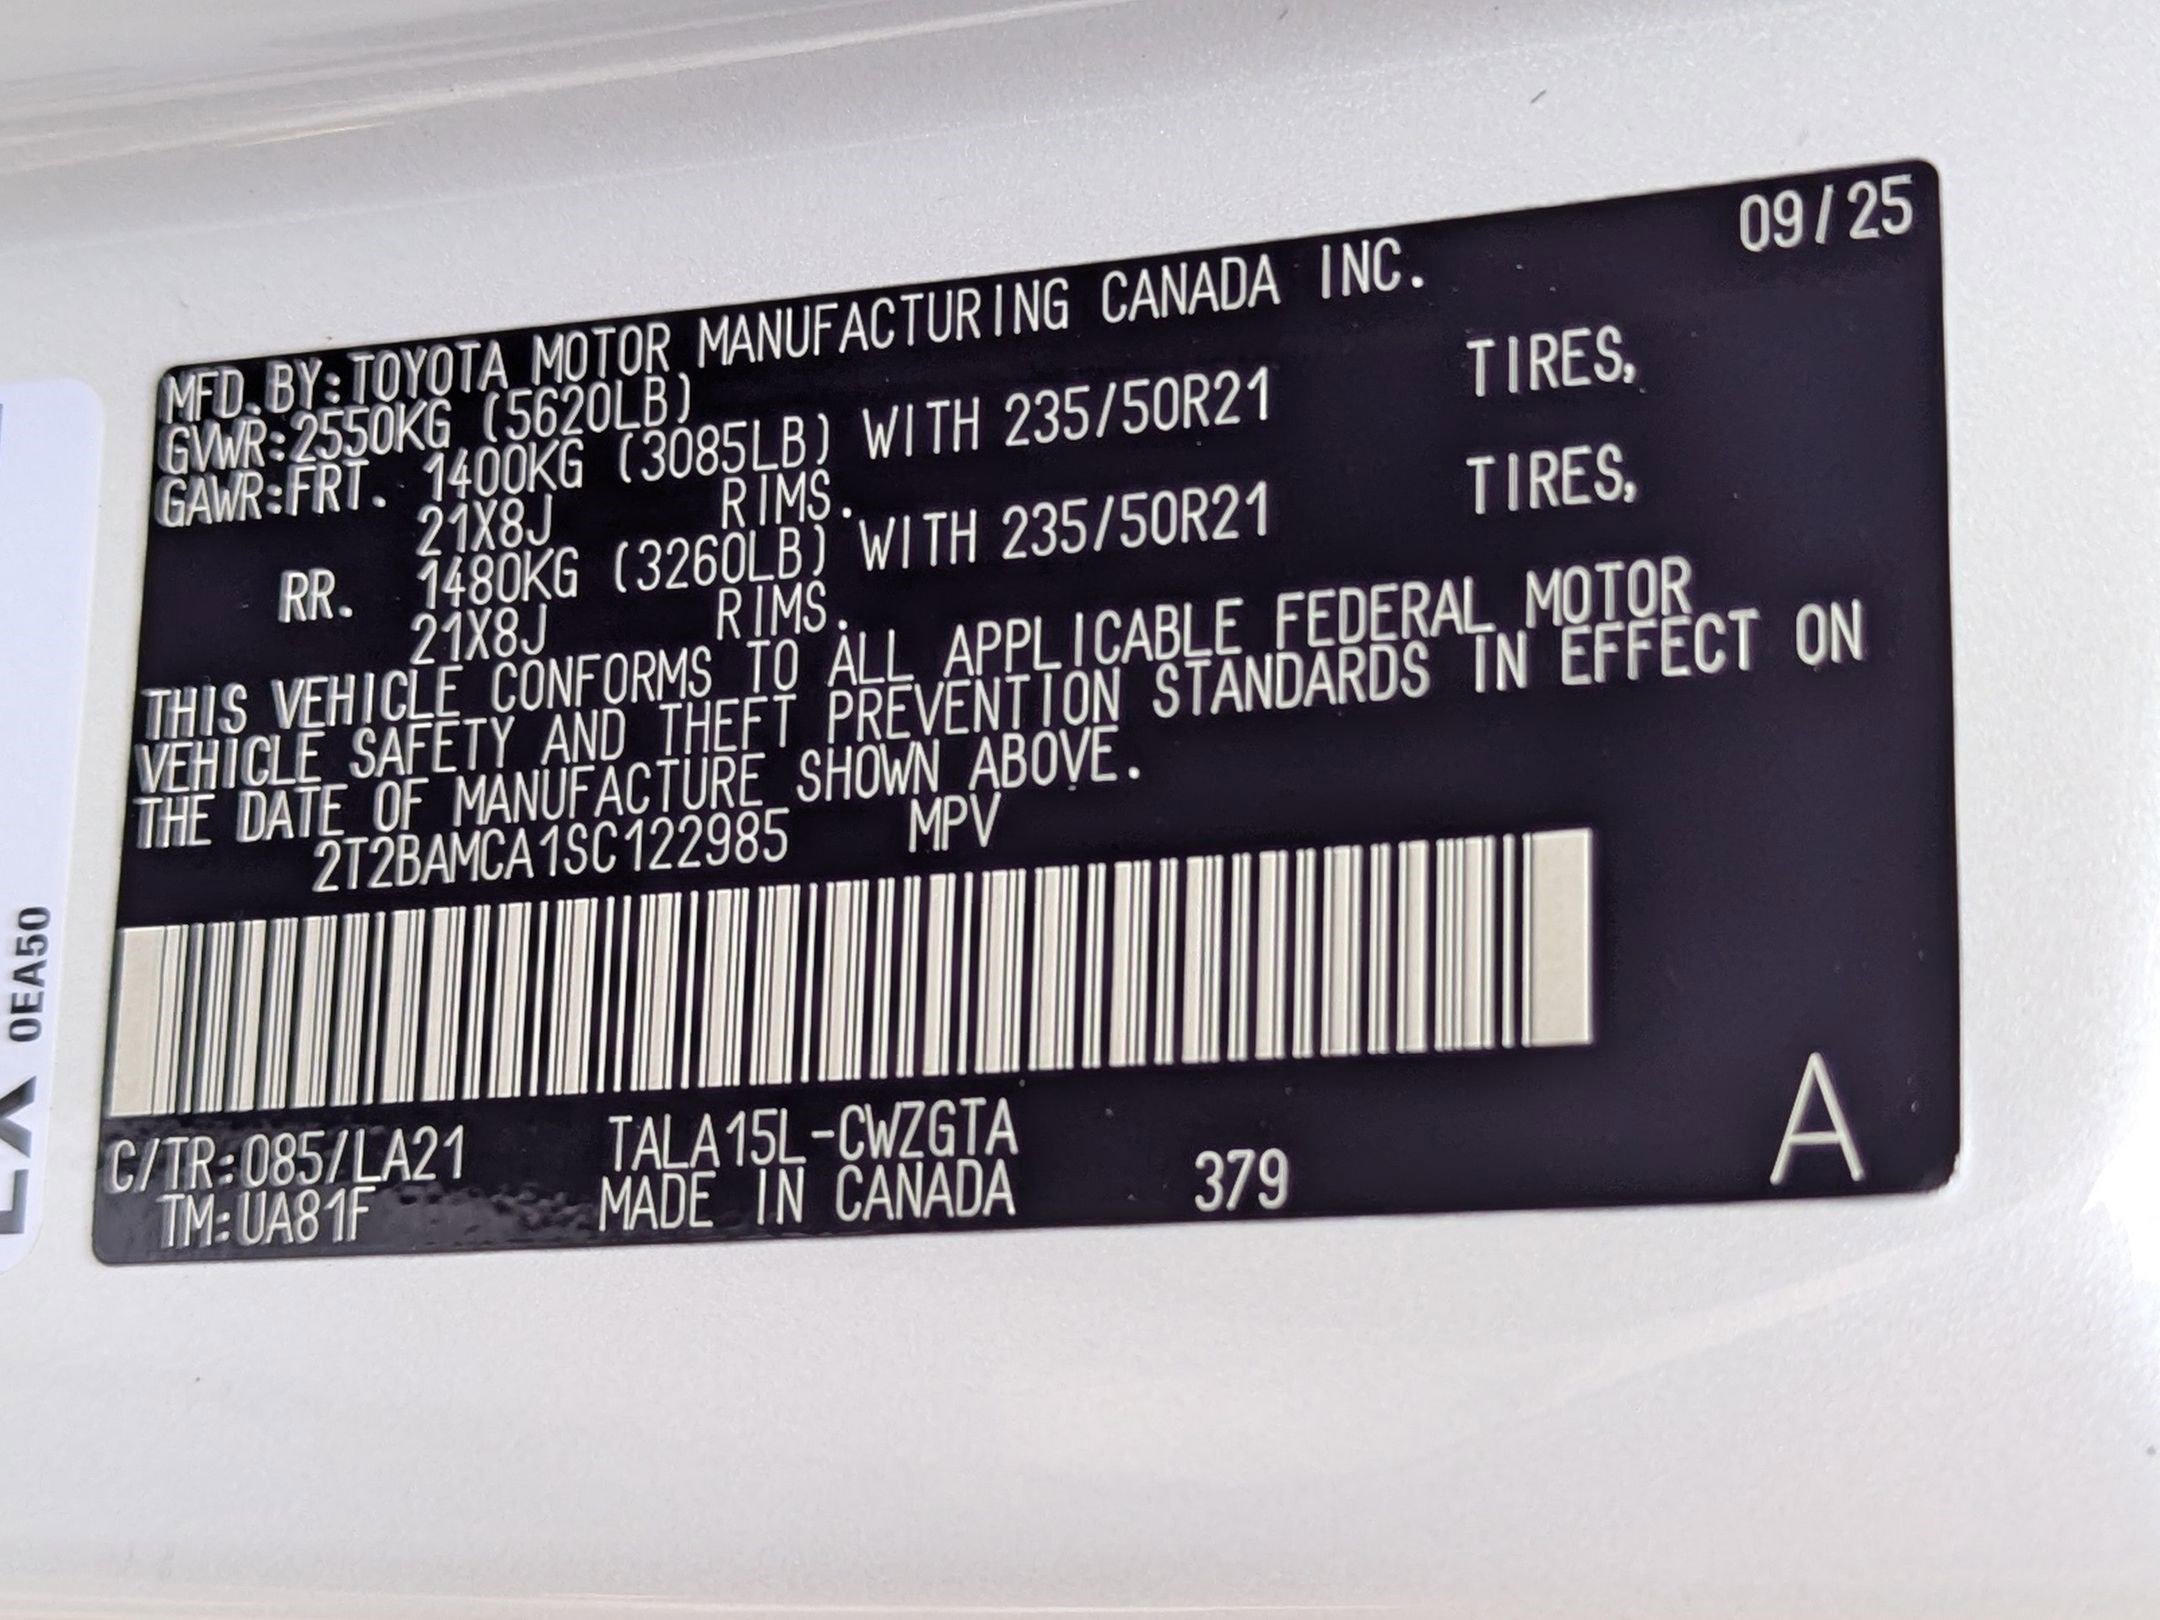 09/25
MFD. BY: TOYOTA MOTOR MANUFACTURING CANADA INC.
GVWR: 2550KG (5620LB)
GAWR: FRT. 1400KG (3085LB) WITH 235/50R21 TIRES,
21X8J RIMS.
RR. 1480KG (3260LB) WITH 235/50R21 TIRES,
21X8J RIMS.
THIS VEHICLE CONFORMS TO ALL APPLICABLE FEDERAL MOTOR
VEHICLE SAFETY AND THEFT PREVENTION STANDARDS IN EFFECT ON
THE DATE OF MANUFACTURE SHOWN ABOVE.
2T2BAMCA1SC122985 MPV
C/TR: 085/LA21 TALA15L-CWZGTA
TM: UA81F MADE IN CANADA 379 A
0EA50